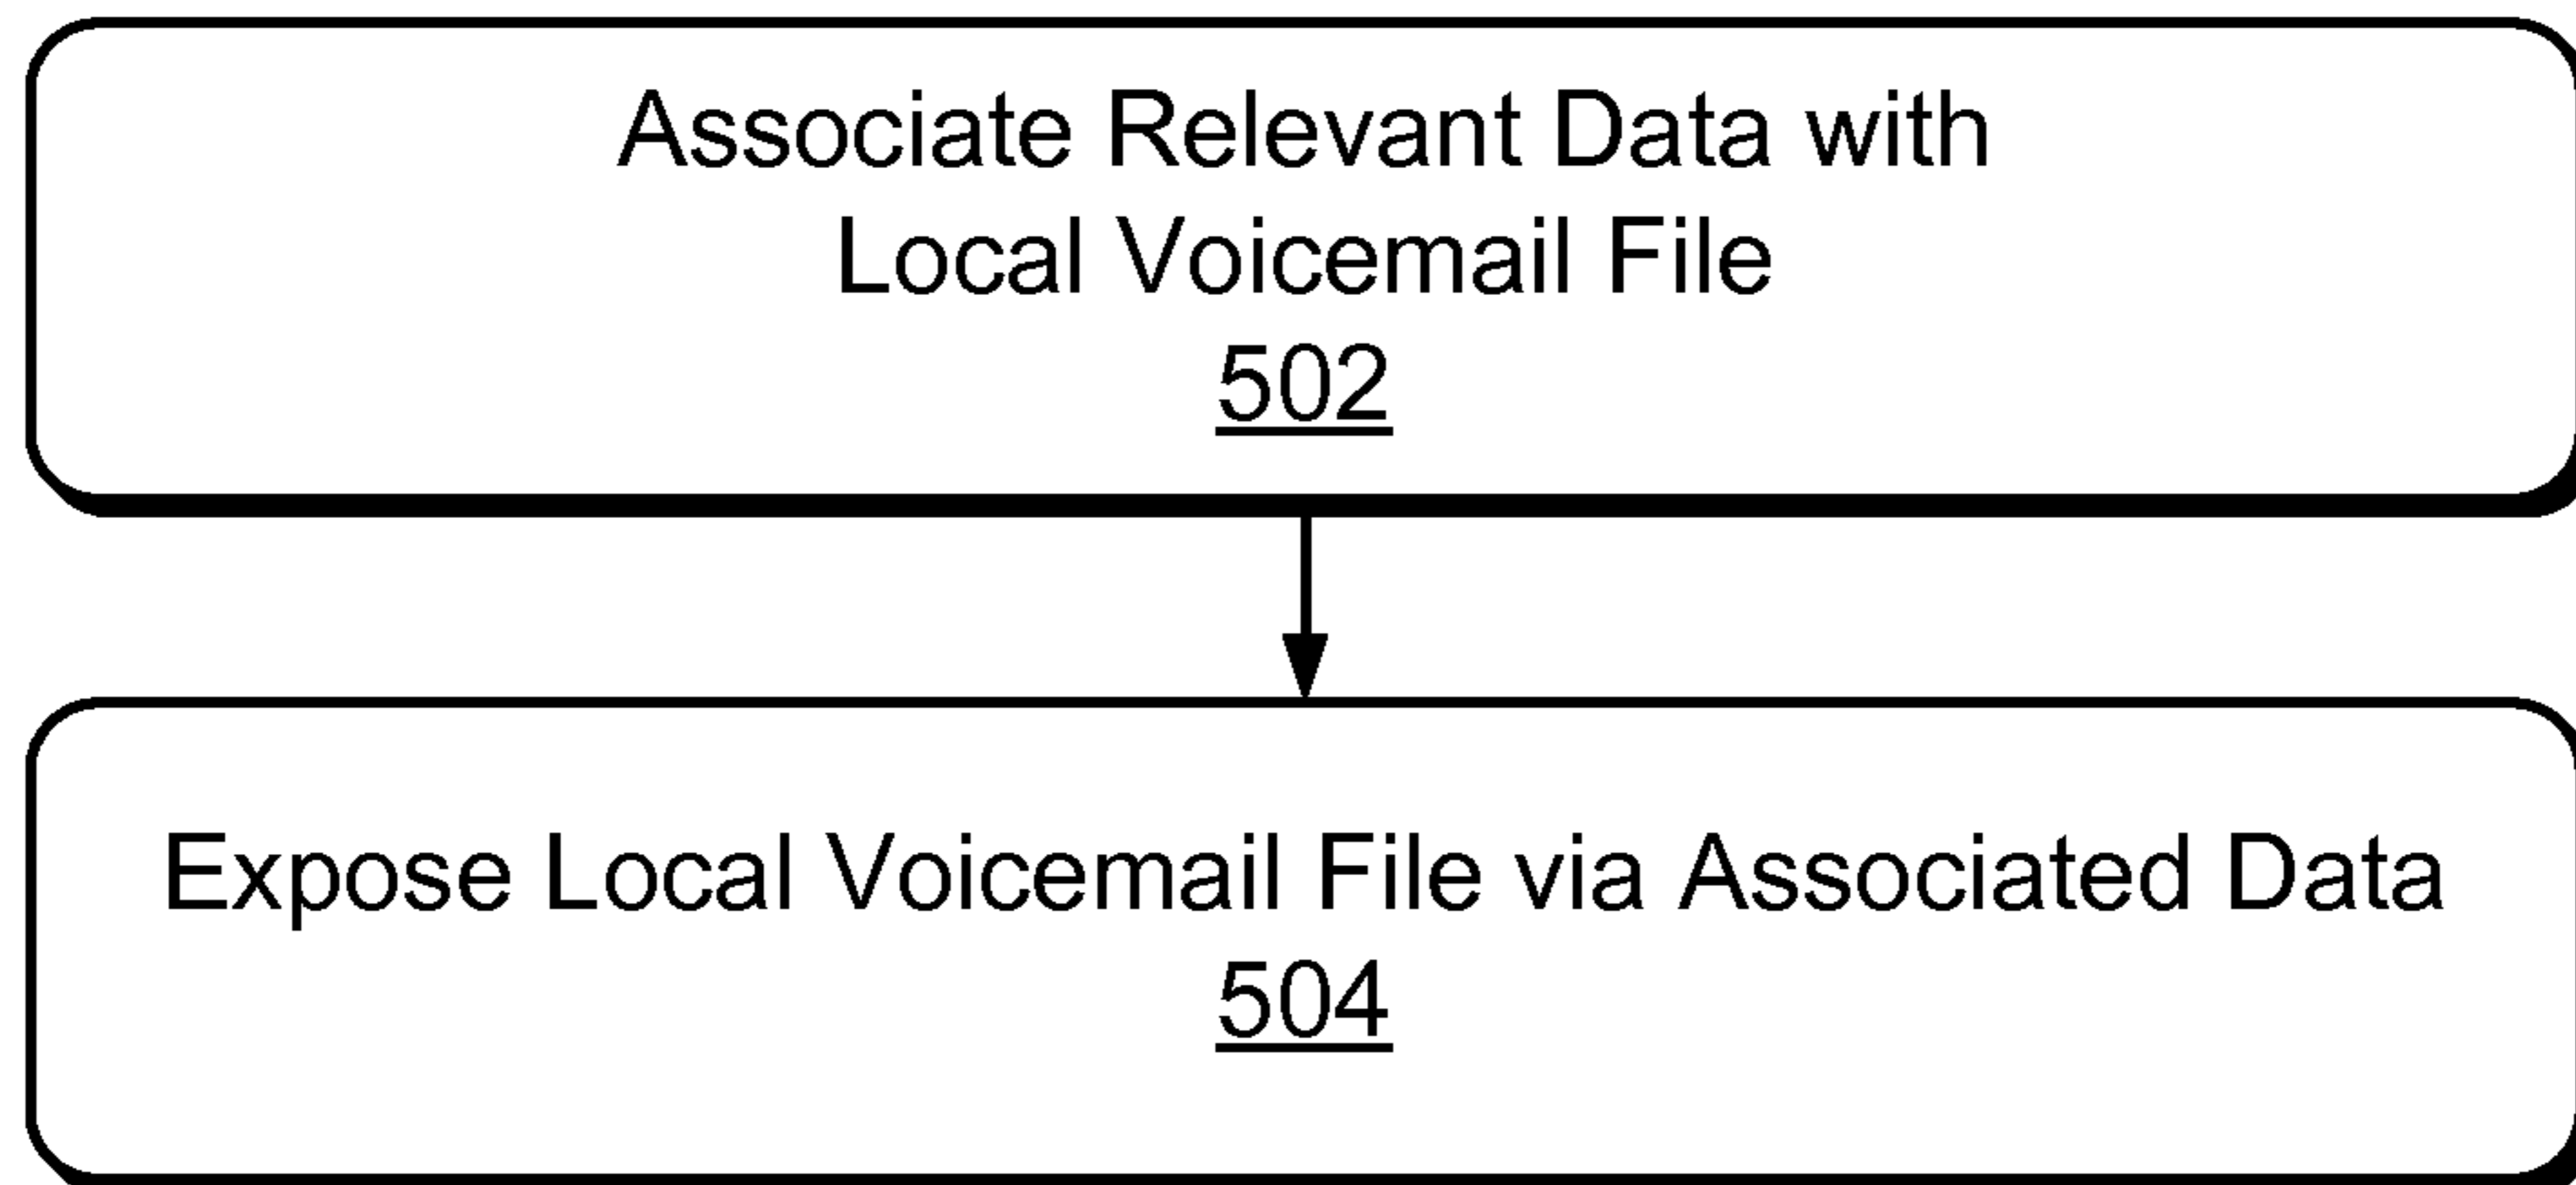 Associate Relevant Data with
Local Voicemail File
502
Expose Local Voicemail File via Associated Data
504